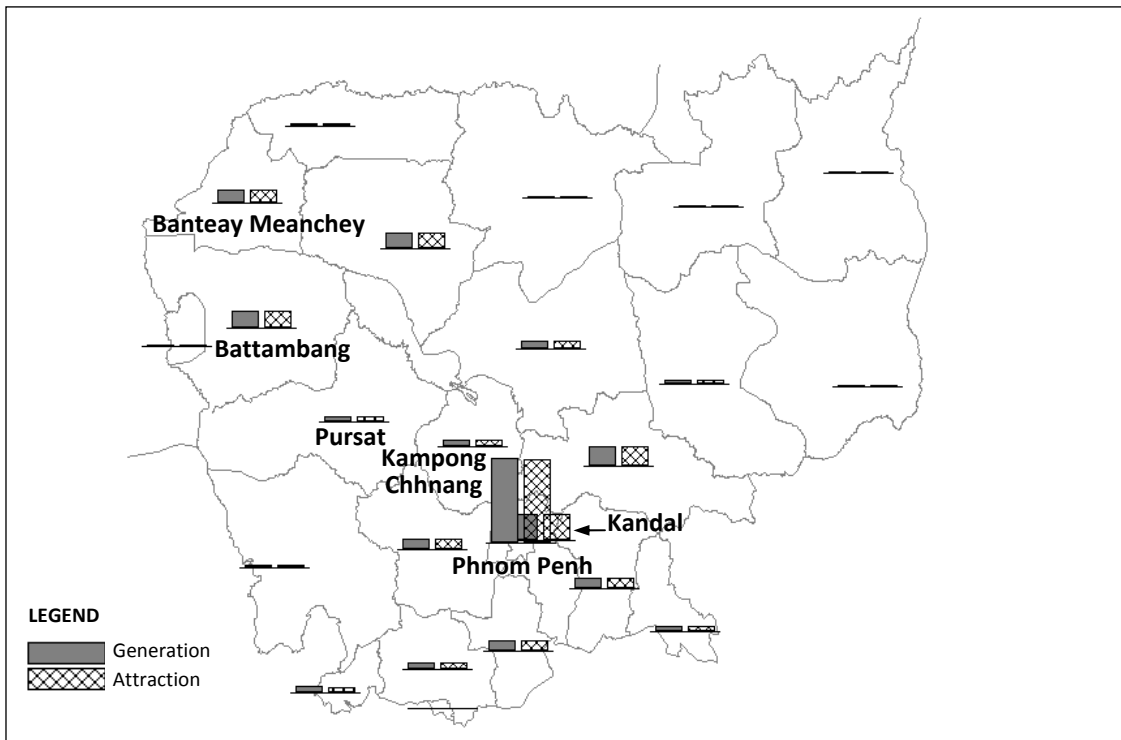 Banteay Meanchey
Battambang
Pursat
Kampong
Chhnang
Kandal
Phnom Penh
LEGEND
Generation
Attraction